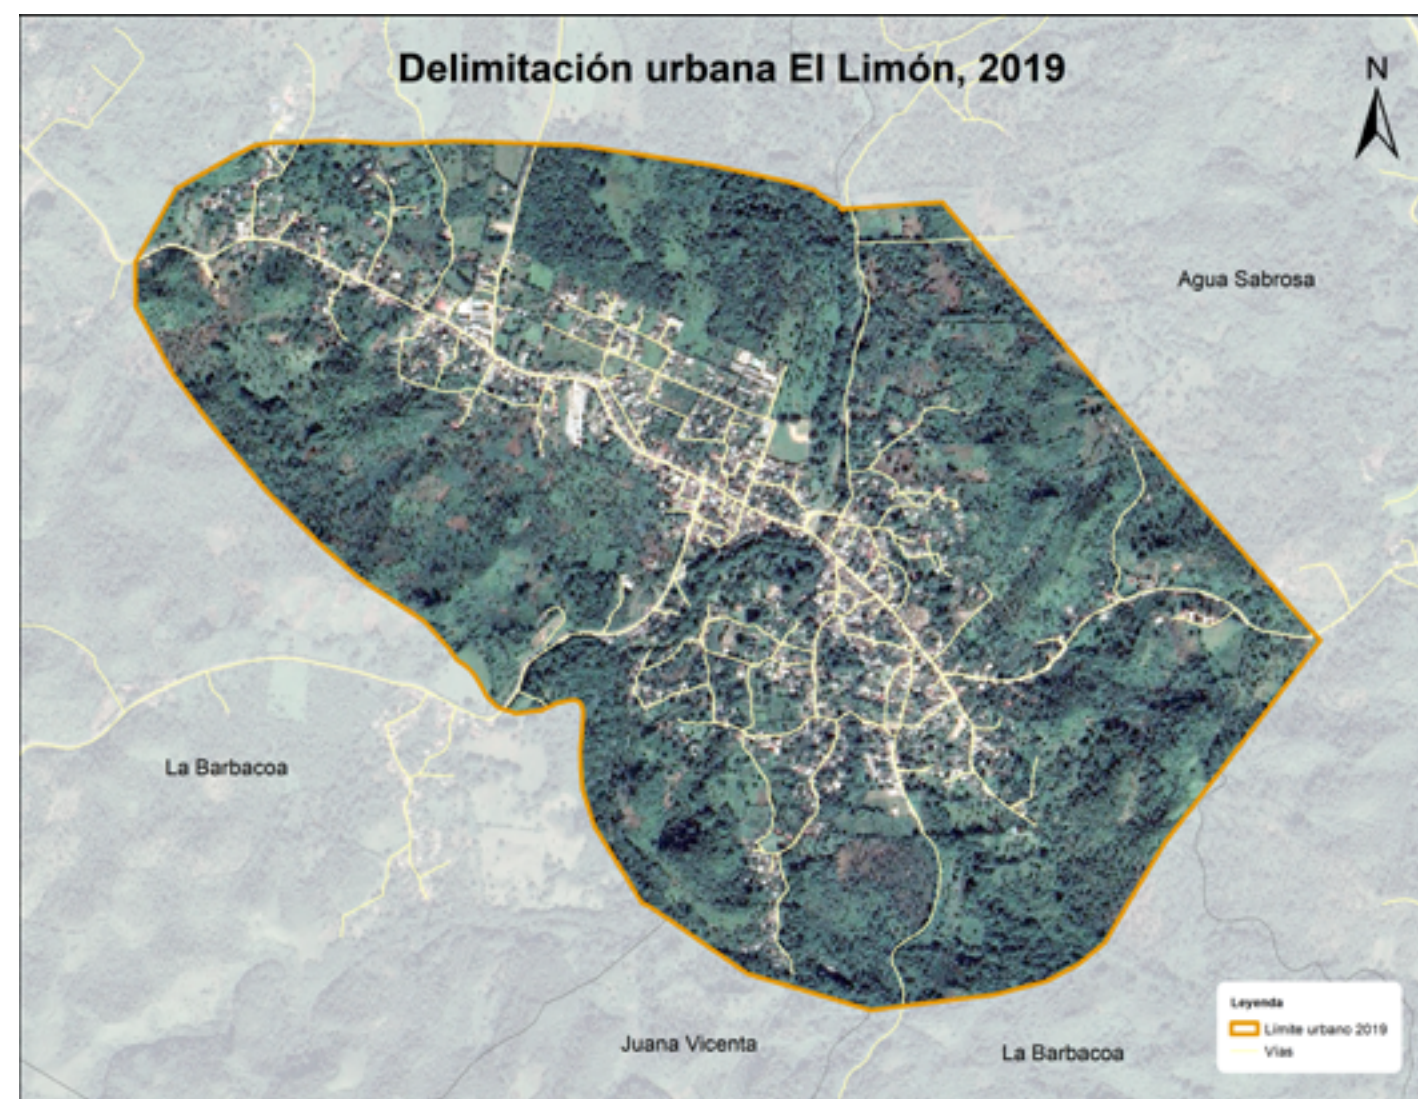 Delimitación urbana El Limón, 2019
N
Agua Sabrosa
La Barbacoa
Juana Vicenta
La Barbacoa
Leyenda
Límite urbano 2019
Vías